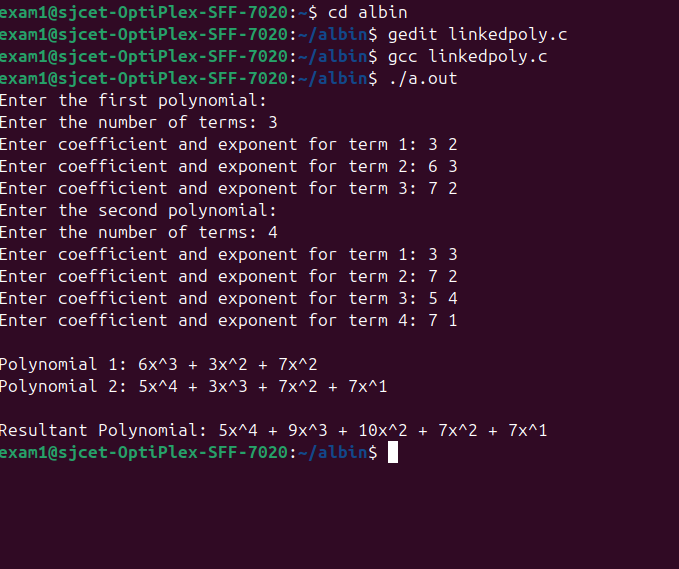 exam1@sjcet-OptiPlex-SFF-7020:~$ cd albin
exam1@sjcet-OptiPlex-SFF-7020:~/albin$ gedit linkedpoly.c
exam1@sjcet-OptiPlex-SFF-7020:~/albin$ gcc linkedpoly.c
exam1@sjcet-OptiPlex-SFF-7020:~/albin$ ./a.out
Enter the first polynomial:
Enter the number of terms: 3
Enter coefficient and exponent for term 1: 3 2
Enter coefficient and exponent for term 2: 6 3
Enter coefficient and exponent for term 3: 7 2
Enter the second polynomial:
Enter the number of terms: 4
Enter coefficient and exponent for term 1: 3 3
Enter coefficient and exponent for term 2: 7 2
Enter coefficient and exponent for term 3: 5 4
Enter coefficient and exponent for term 4: 7 1
Polynomial 1: 6x^3 + 3x^2 + 7x^2
Polynomial 2: 5x^4 + 3x^3 + 7x^2 + 7x^1
Resultant Polynomial: 5x^4 + 9x^3 + 10x^2 + 7x^2 + 7x^1
exam1@sjcet-OptiPlex-SFF-7020:~/albin$